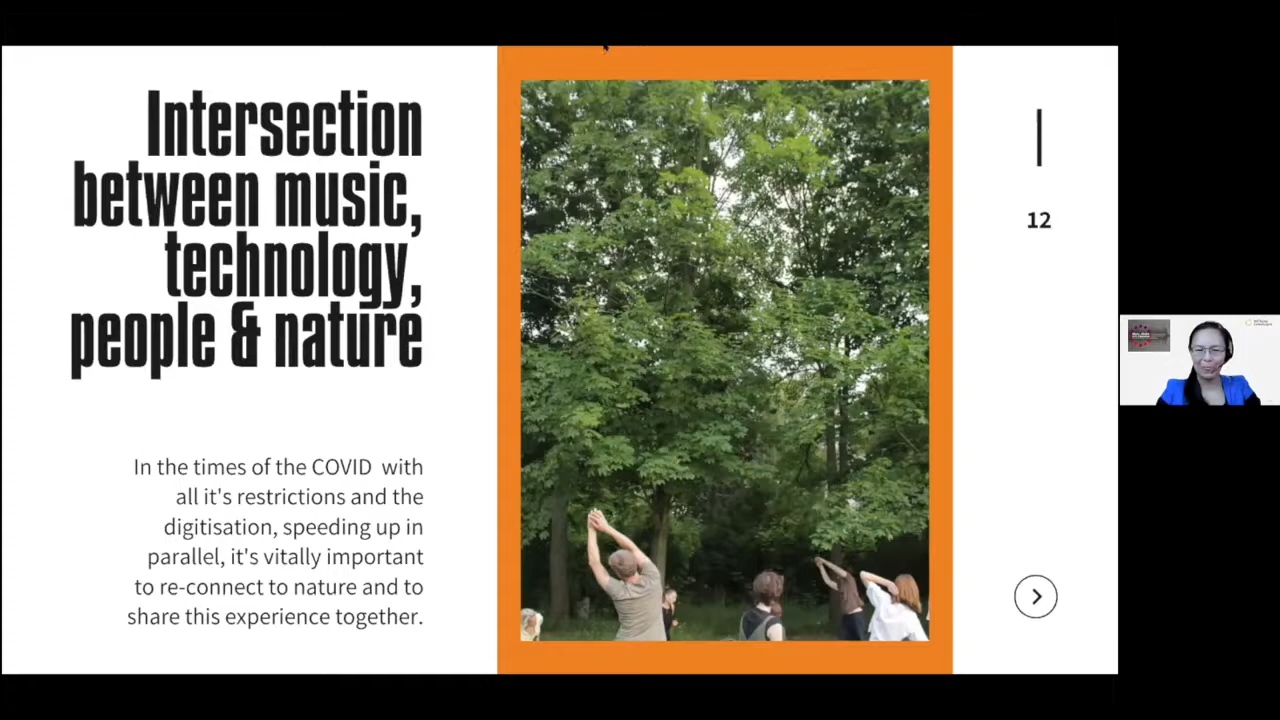 Intersection
between music,
technology,
people & nature
In the times of the COVID with
all it's restrictions and the
digitisation, speeding up in
parallel, it's vitally important
to re-connect to nature and to
share this experience together.
12